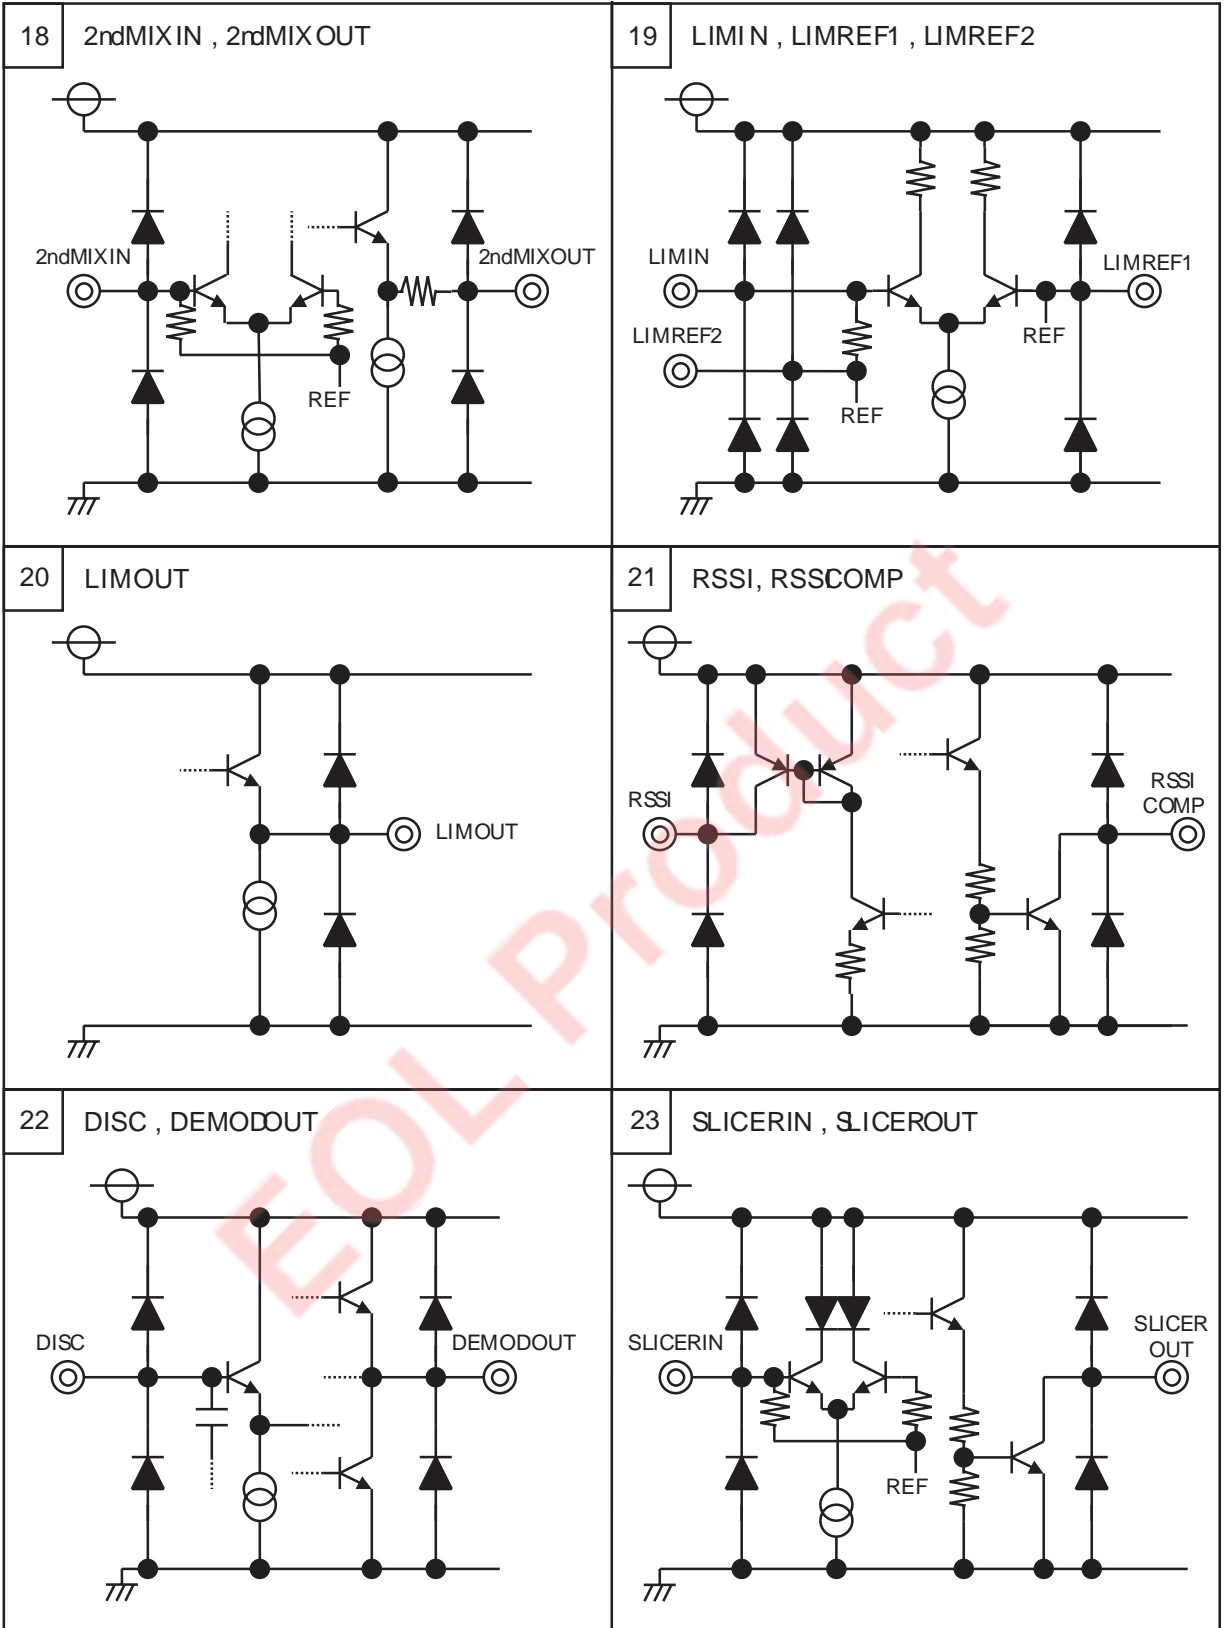 18 2ndMIXIN , 2ndMIXOUT
2ndMIXIN
2ndMIXOUT
REF
19 LIMIN , LIMREF1 , LIMREF2
LIMIN
LIMREF1
LIMREF2
REF
REF
20 LIMOUT
LIMOUT
21 RSSI, RSSICOMP
RSSI
RSSI
COMP
22 DISC , DEMODOUT
DISC
DEMODOUT
23 SLICERIN , SLICEROUT
SLICERIN
SLICER
OUT
REF
EOL Product